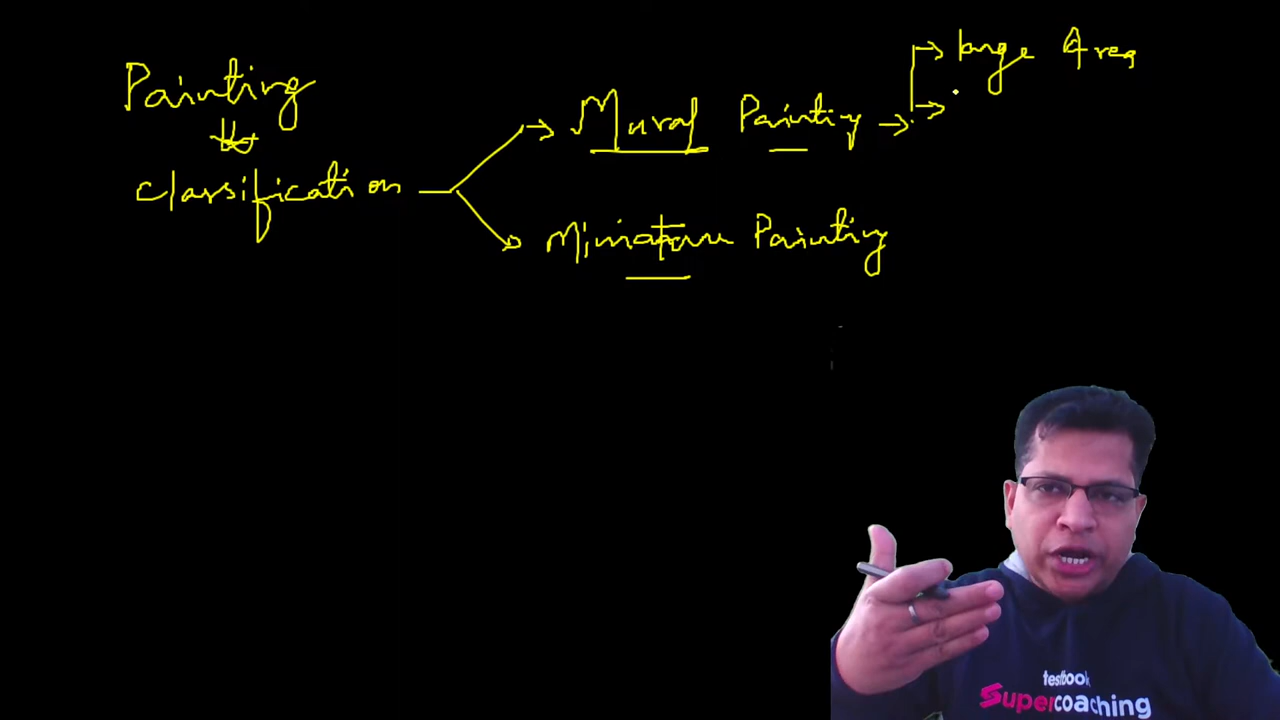 Painting
classification
→ Mural Painting →
→ large Area
→
→ Miniature Painting
testbook
Supercoaching